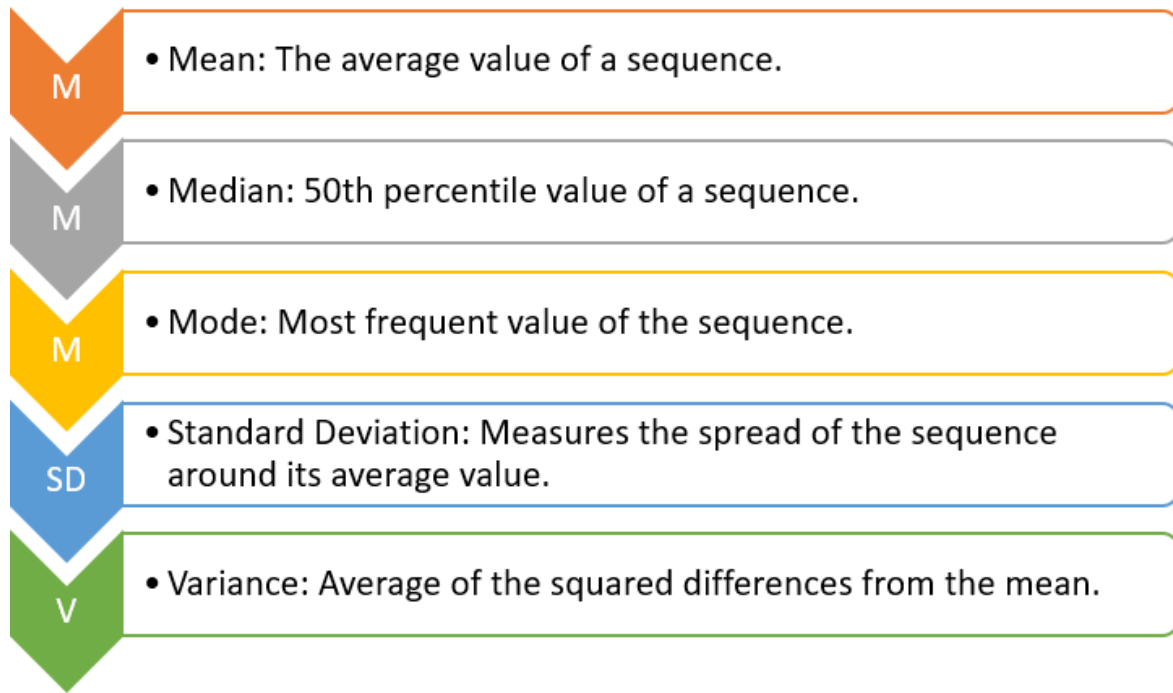 M
• Mean: The average value of a sequence.
M
• Median: 50th percentile value of a sequence.
M
• Mode: Most frequent value of the sequence.
SD
• Standard Deviation: Measures the spread of the sequence
around its average value.
V
• Variance: Average of the squared differences from the mean.